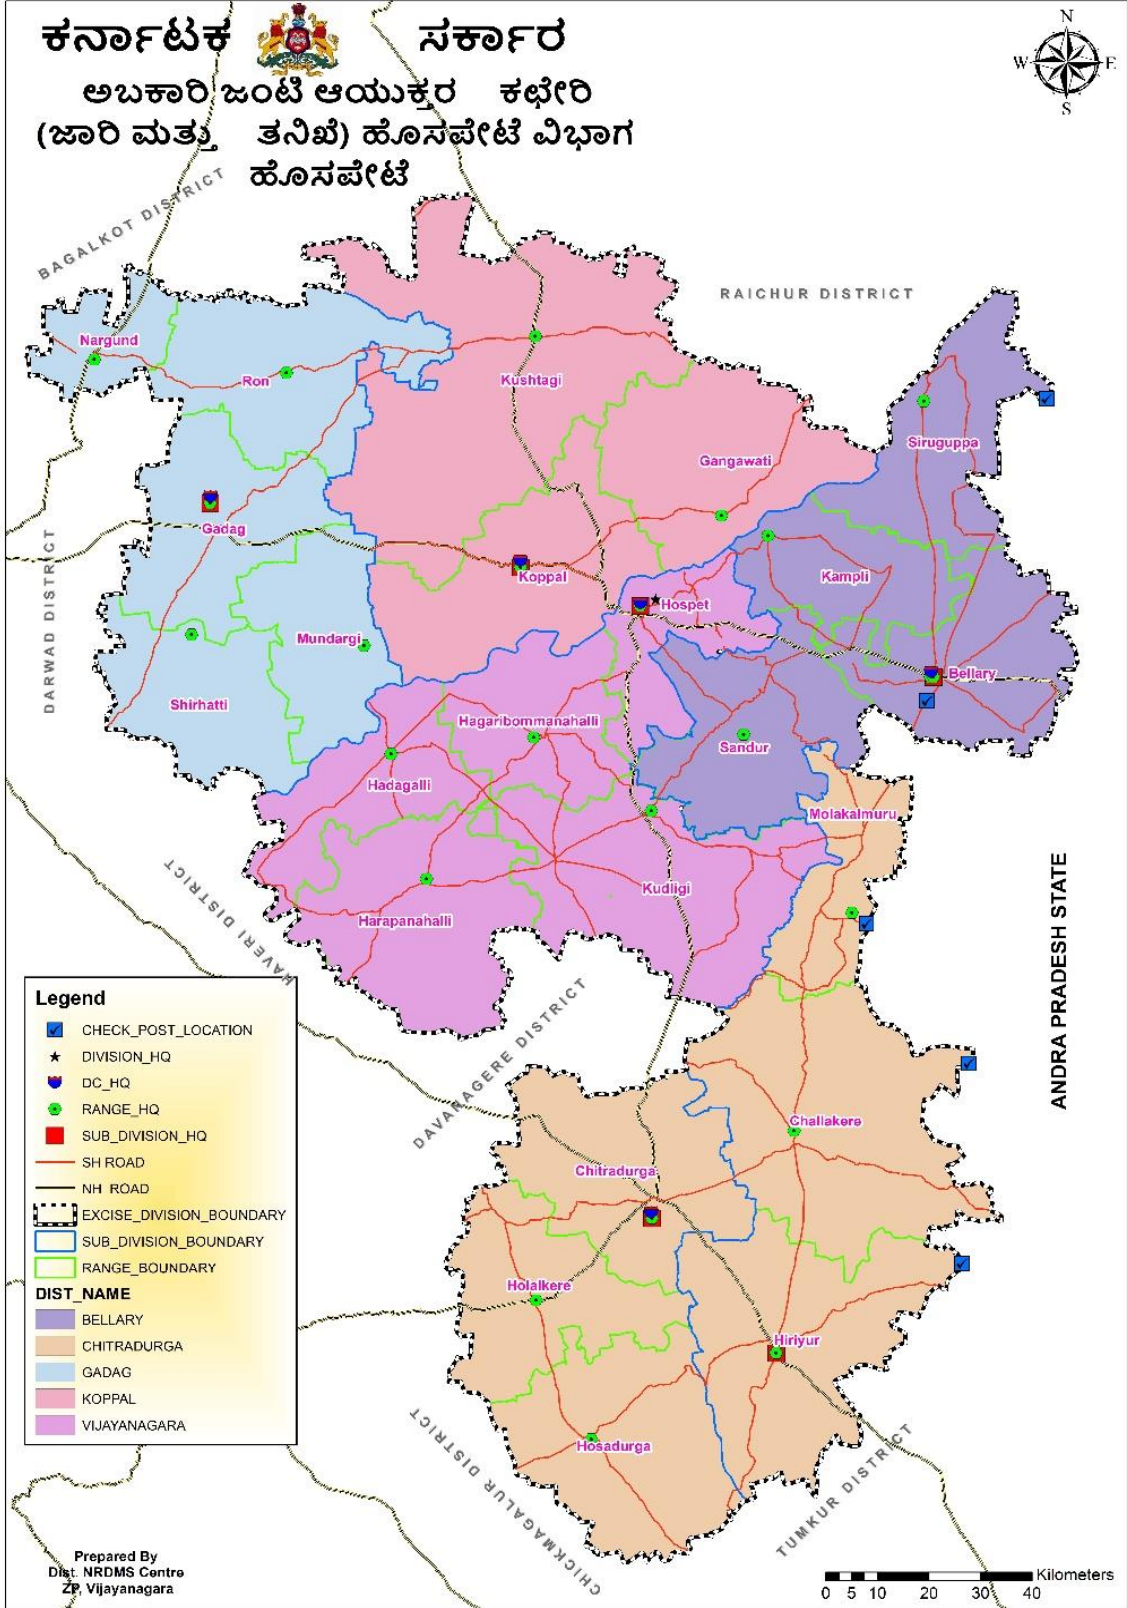 ಕರ್ನಾಟಕ ಸರ್ಕಾರ
ಅಬಕಾರಿ ಜಂಟಿ ಆಯುಕ್ತರ ಕಛೇರಿ
(ಜಾರಿ ಮತ್ತು ತನಿಖೆ) ಹೊಸಪೇಟೆ ವಿಭಾಗ
ಹೊಸಪೇಟೆ
N
W E
S
BAGALKOT DISTRICT
RAICHUR DISTRICT
Nargund
Ron
Kushtagi
Siruguppa
Gangawati
Gadag
Koppal
Kampli
Hospet
DARWAD DISTRICT
Mundargi
Bellary
Shirhatti
Hagaribommanahalli
Sandur
Hadagalli
Molakalmuru
Kudligi
Harapanahalli
HAVERI DISTRICT
ANDRA PRADESH STATE
DAVANAGERE DISTRICT
Challakere
Chitradurga
Holalkere
Hiriyur
Hosadurga
CHICKMAGALUR DISTRICT
TUMKUR DISTRICT
Legend
CHECK_POST_LOCATION
DIVISION_HQ
DC_HQ
RANGE_HQ
SUB_DIVISION_HQ
SH ROAD
NH ROAD
EXCISE_DIVISION_BOUNDARY
SUB_DIVISION_BOUNDARY
RANGE_BOUNDARY
DIST_NAME
BELLARY
CHITRADURGA
GADAG
KOPPAL
VIJAYANAGARA
Prepared By
Dist. NRDMS Centre
ZP, Vijayanagara
Kilometers
0 5 10 20 30 40